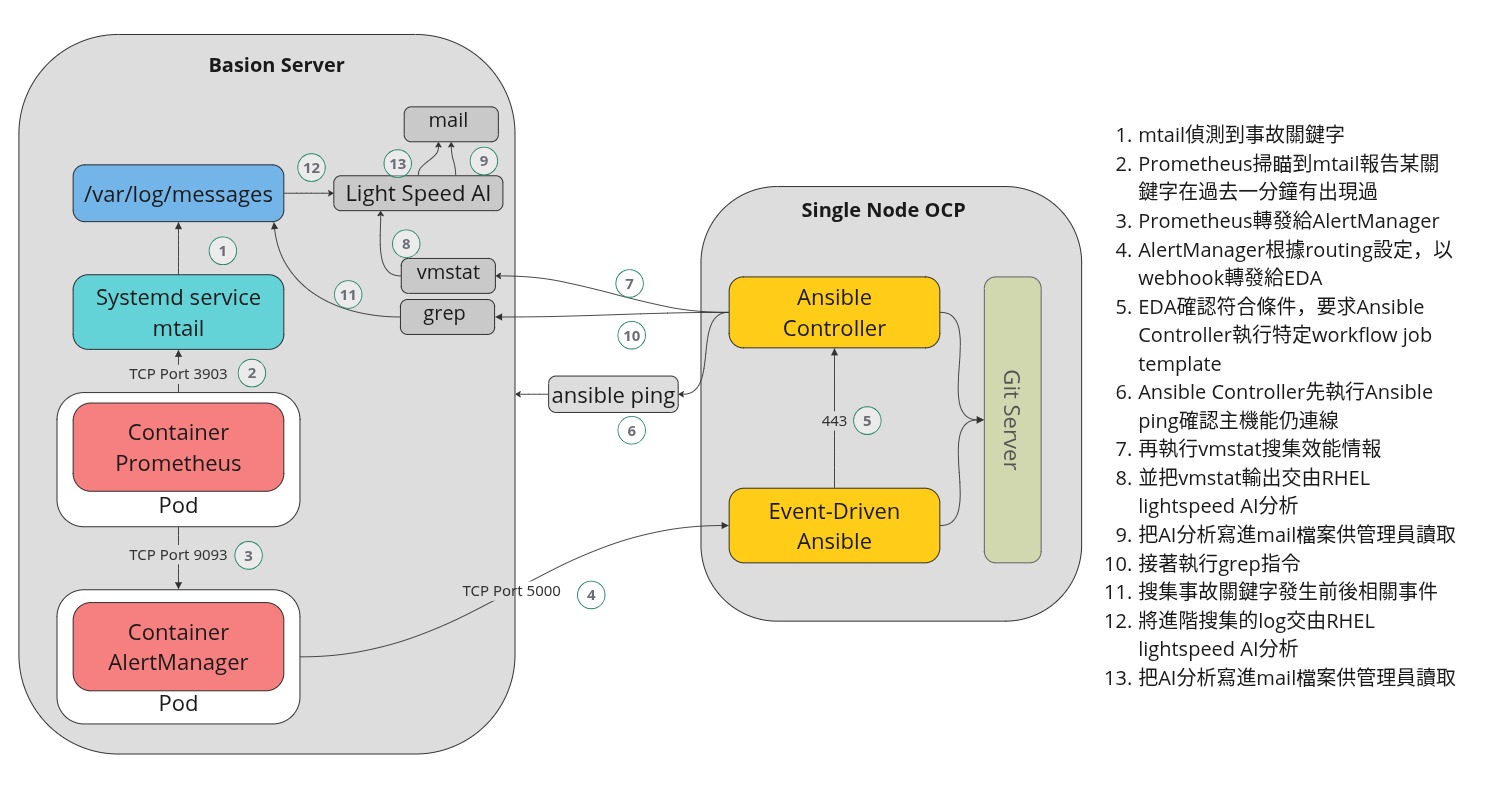 Basion Server
mail
13
9
12
/var/log/messages
Light Speed AI
1
8
vmstat
7
11
grep
10
Systemd service
mtail
TCP Port 3903
2
ansible ping
6
Container
Prometheus
Pod
TCP Port 9093
3
Container
AlertManager
Pod
TCP Port 5000
4
Single Node OCP
Ansible
Controller
443
5
Event-Driven
Ansible
Git Server
1. mtail偵測到事故關鍵字
2. Prometheus掃瞄到mtail報告某關
鍵字在過去一分鐘有出現過
3. Prometheus轉發給AlertManager
4. AlertManager根據routing設定，以
webhook轉發給EDA
5. EDA確認符合條件，要求Ansible
Controller執行特定workflow job
template
6. Ansible Controller先執行Ansible
ping確認主機能仍連線
7. 再執行vmstat搜集效能情報
8. 並把vmstat輸出交由RHEL
lightspeed AI分析
9. 把AI分析寫進mail檔案供管理員讀取
10. 接著執行grep指令
11. 搜集事故關鍵字發生前後相關事件
12. 將進階搜集的log交由RHEL
lightspeed AI分析
13. 把AI分析寫進mail檔案供管理員讀取